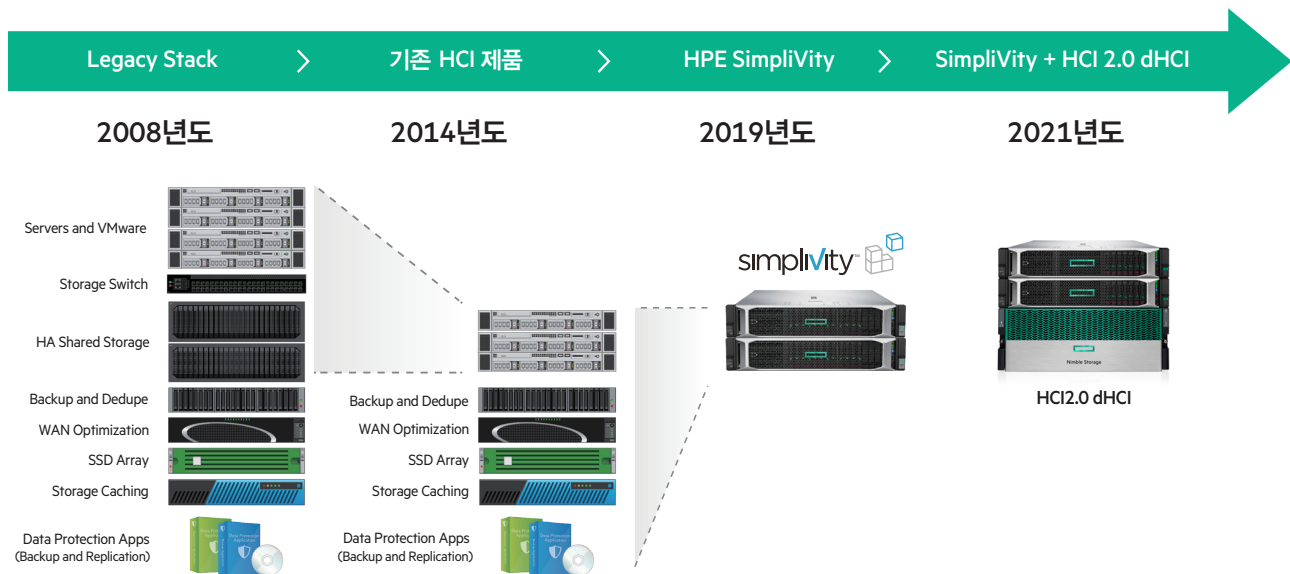 Legacy Stack
기존 HCI 제품
HPE SimpliVity
SimpliVity + HCI 2.0 dHCI
2008년도
2014년도
2019년도
2021년도
Servers and VMware
Storage Switch
HA Shared Storage
Backup and Dedupe
WAN Optimization
SSD Array
Storage Caching
Data Protection Apps
(Backup and Replication)
Backup and Dedupe
WAN Optimization
SSD Array
Storage Caching
Data Protection Apps
(Backup and Replication)
simplivity
Nimble Storage
HCI2.0 dHCI